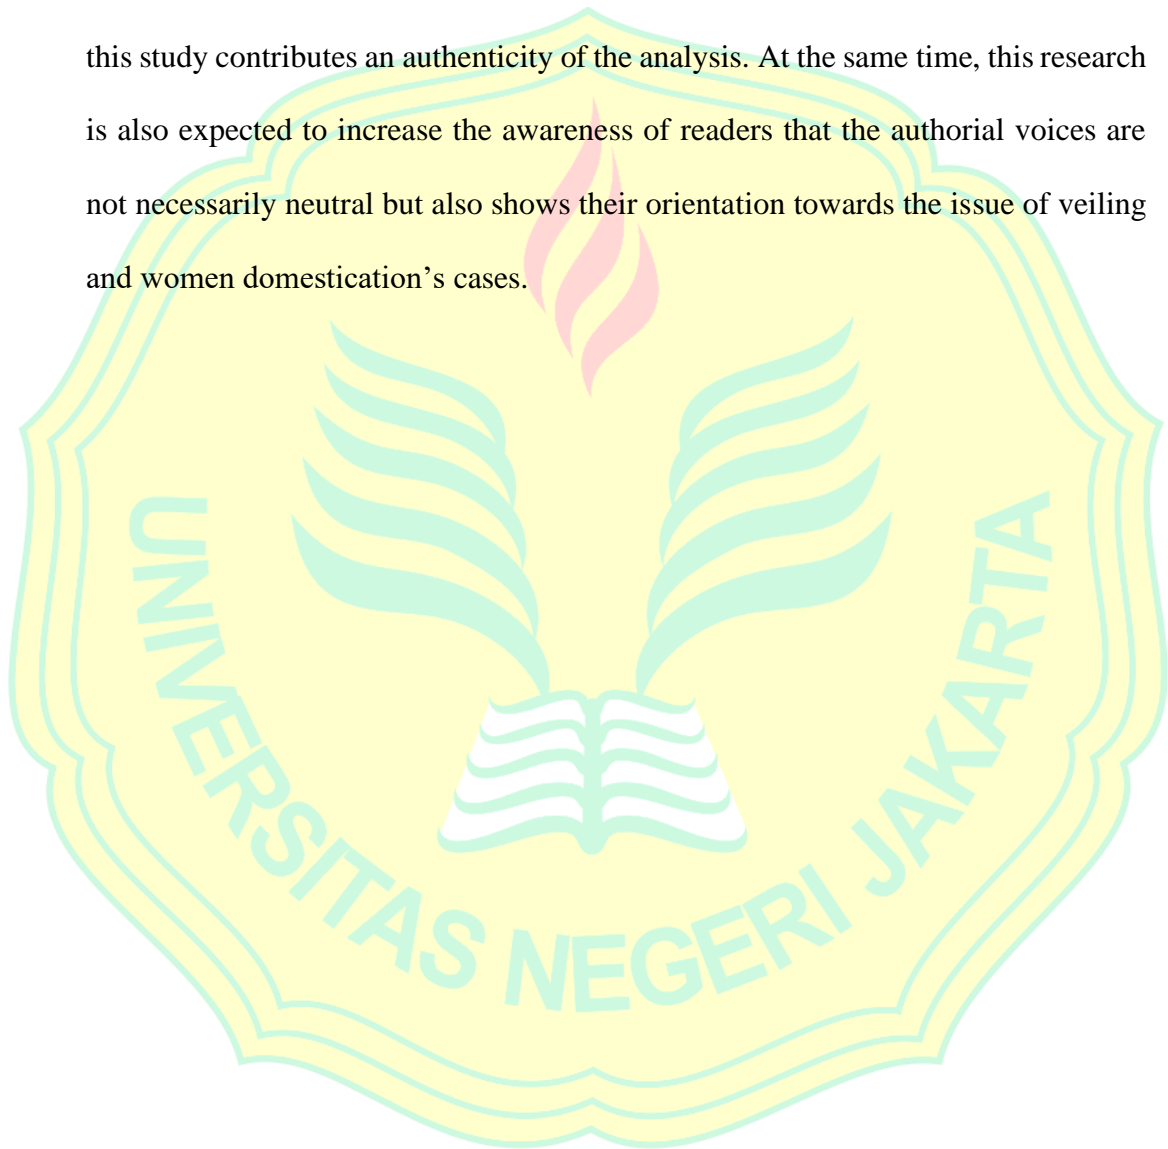 this study contributes an authenticity of the analysis. At the same time, this research
is also expected to increase the awareness of readers that the authorial voices are
not necessarily neutral but also shows their orientation towards the issue of veiling
and women domestication’s cases.
UNIVERSITAS NEGERI JAKARTA